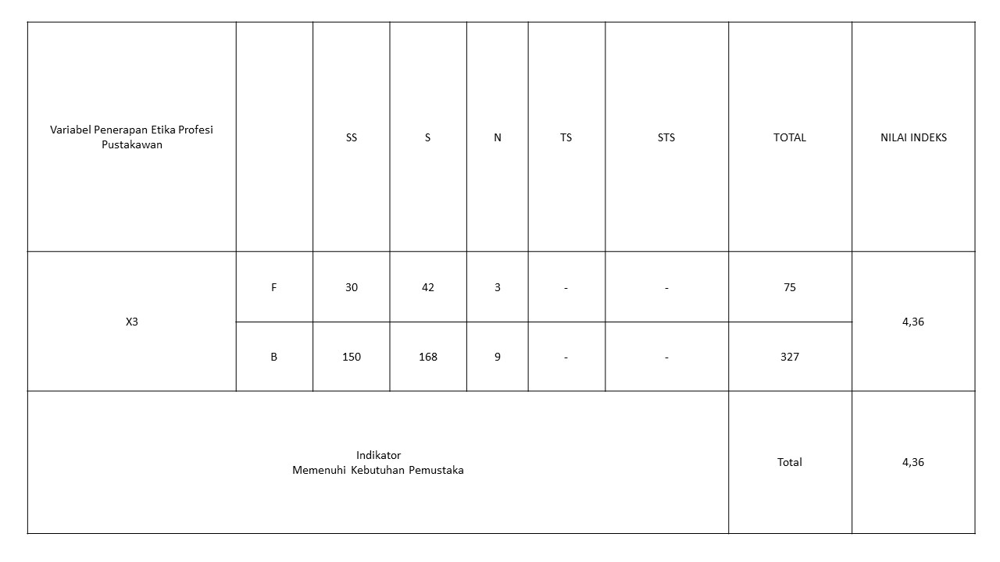 Variabel Penerapan Etika Profesi
Pustakawan
SS
S
N
TS
STS
TOTAL
NILAI INDEKS
X3
F
30
42
3
-
-
75
4,36
B
150
168
9
-
-
327
Indikator
Memenuhi Kebutuhan Pemustaka
Total
4,36